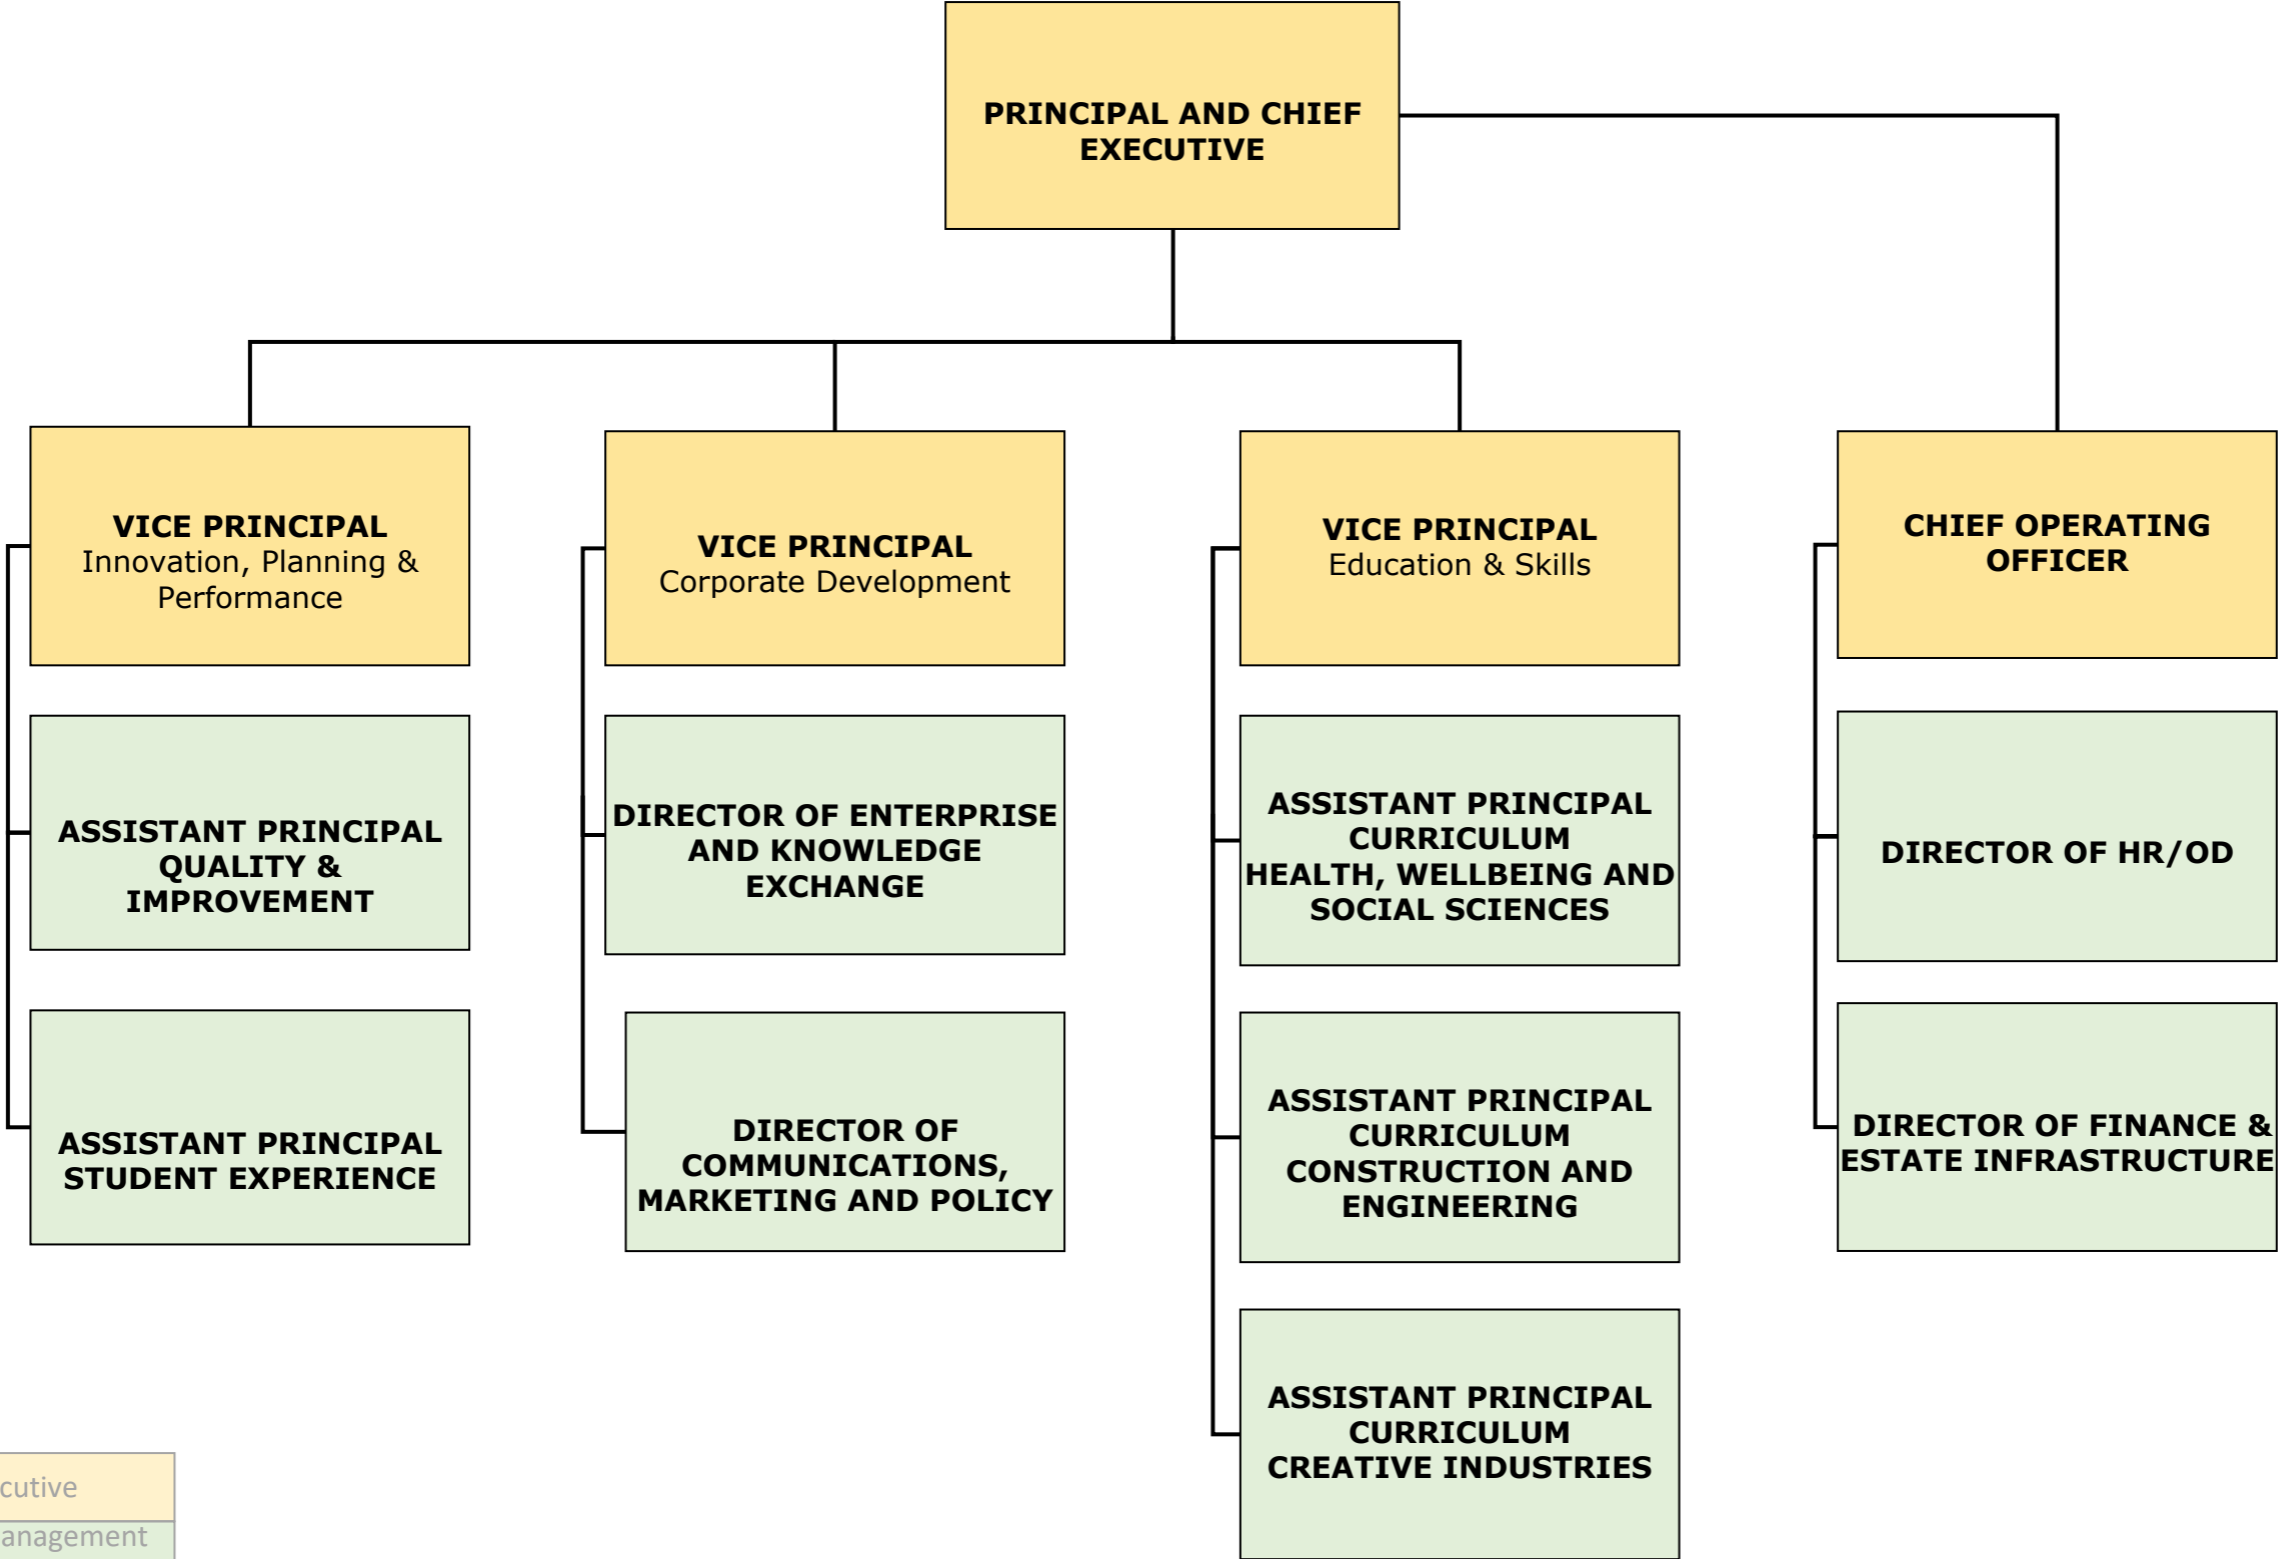 PRINCIPAL AND CHIEF
EXECUTIVE
VICE PRINCIPAL
Innovation, Planning &
Performance
ASSISTANT PRINCIPAL
QUALITY &
IMPROVEMENT
ASSISTANT PRINCIPAL
STUDENT EXPERIENCE
VICE PRINCIPAL
Corporate Development
DIRECTOR OF ENTERPRISE
AND KNOWLEDGE
EXCHANGE
DIRECTOR OF
COMMUNICATIONS,
MARKETING AND POLICY
VICE PRINCIPAL
Education & Skills
ASSISTANT PRINCIPAL
CURRICULUM
HEALTH, WELLBEING AND
SOCIAL SCIENCES
ASSISTANT PRINCIPAL
CURRICULUM
CONSTRUCTION AND
ENGINEERING
ASSISTANT PRINCIPAL
CURRICULUM
CREATIVE INDUSTRIES
CHIEF OPERATING
OFFICER
DIRECTOR OF HR/OD
DIRECTOR OF FINANCE &
ESTATE INFRASTRUCTURE
cutive
anagement